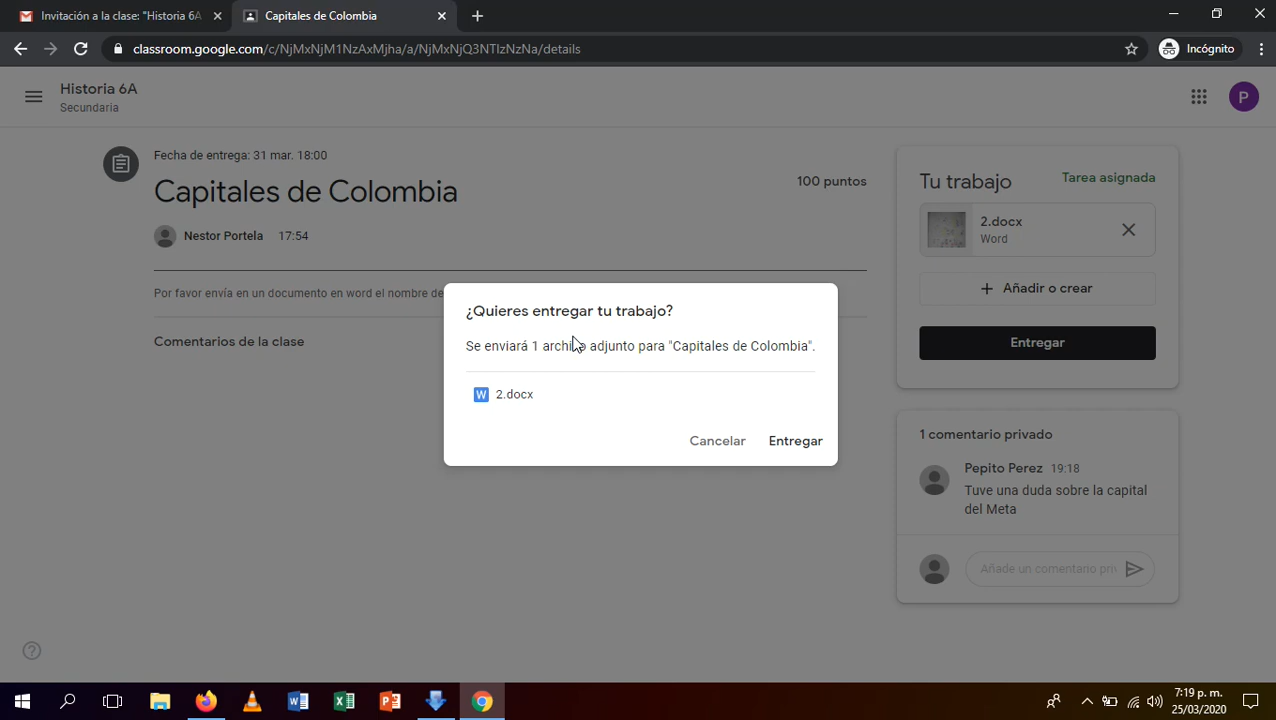 Invitación a la clase: "Historia 6A
Capitales de Colombia
classroom.google.com/c/NjMxNjM1NzAxMjha/a/NjMxNjQ3NTIzNzNa/details
Incógnito
Historia 6A
Secundaria
P
Fecha de entrega: 31 mar. 18:00
Capitales de Colombia
100 puntos
Nestor Portela 17:54
Por favor envía en un documento en word el nombre de
Comentarios de la clase
Tu trabajo
Tarea asignada
2.docx
Word
Añadir o crear
Entregar
¿Quieres entregar tu trabajo?
Se enviará 1 archivo adjunto para "Capitales de Colombia".
W 2.docx
Cancelar Entregar
1 comentario privado
Pepito Perez 19:18
Tuve una duda sobre la capital
del Meta
Añade un comentario pri
7:19 p. m.
25/03/2020